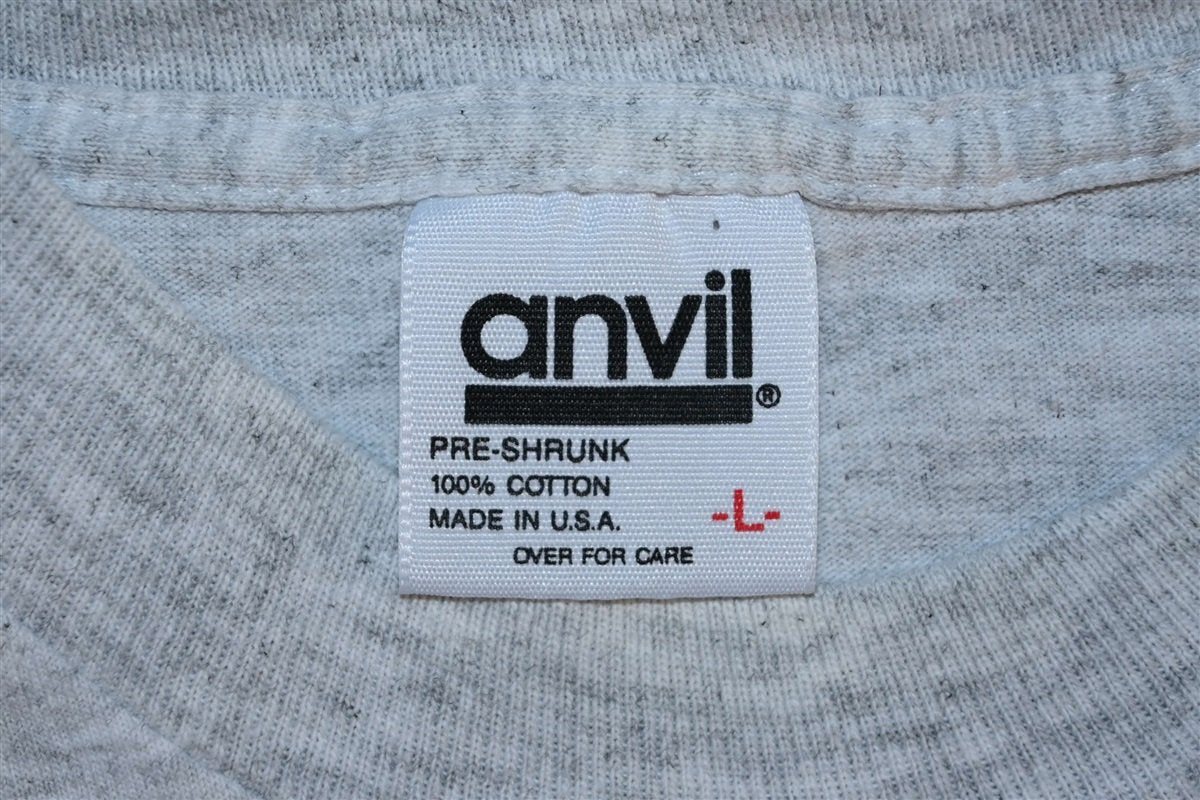 anvil®
PRE-SHRUNK
100% COTTON
MADE IN U.S.A.
-L-
OVER FOR CARE